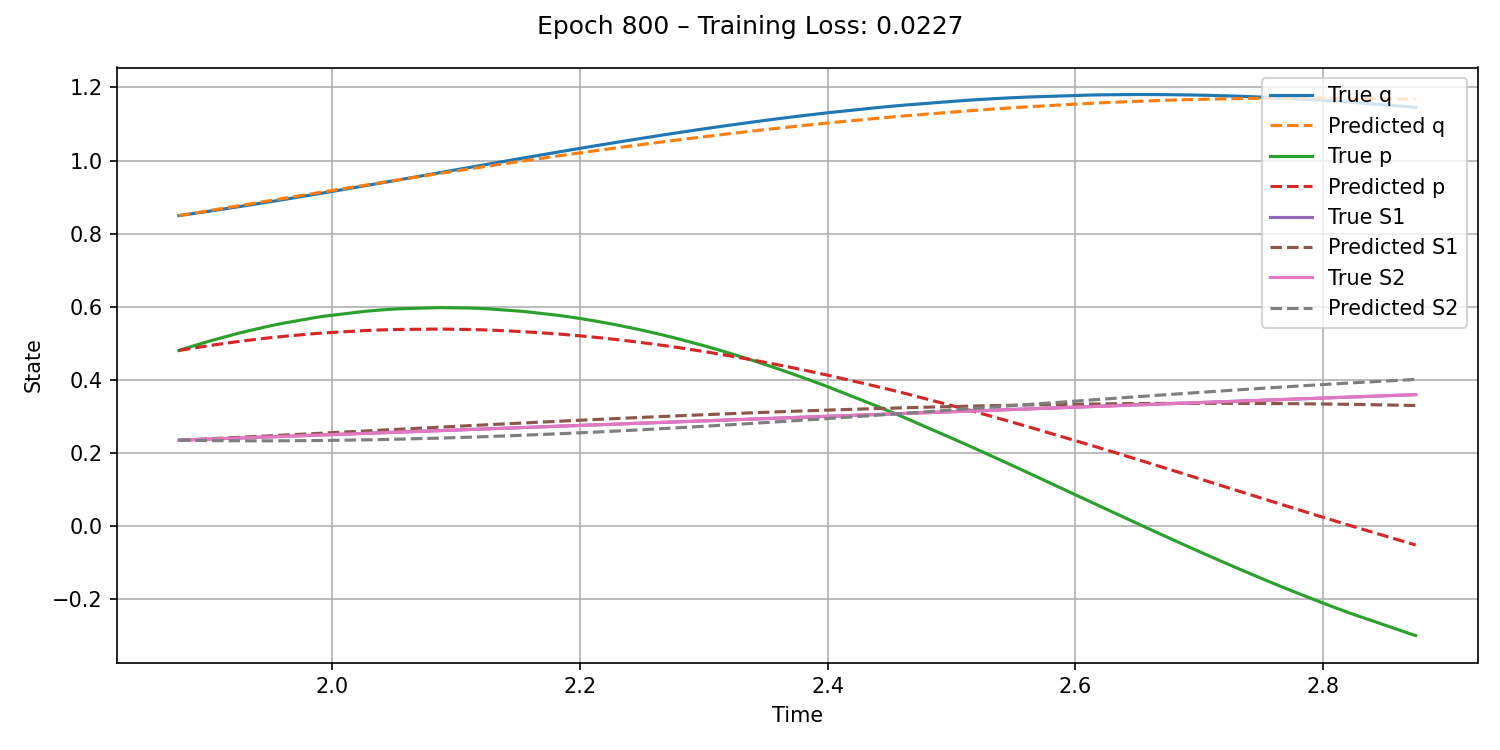 Epoch 800 – Training Loss: 0.0227
1.2
1.0
0.8
0.6
0.4
0.2
0.0
−0.2
State
True q
Predicted q
True p
Predicted p
True S1
Predicted S1
True S2
Predicted S2
2.0
2.2
2.4
2.6
2.8
Time